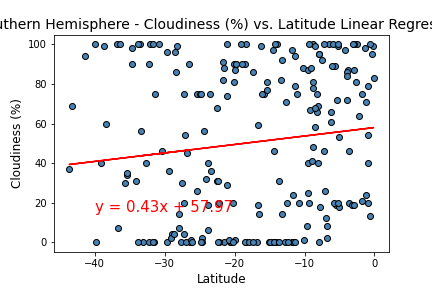 uthern Hemisphere - Cloudiness (%) vs. Latitude Linear Regres
100
80
60
40
20
0
Cloudiness (%)
y = 0.43x + 57.97
−40
−30
−20
−10
0
Latitude